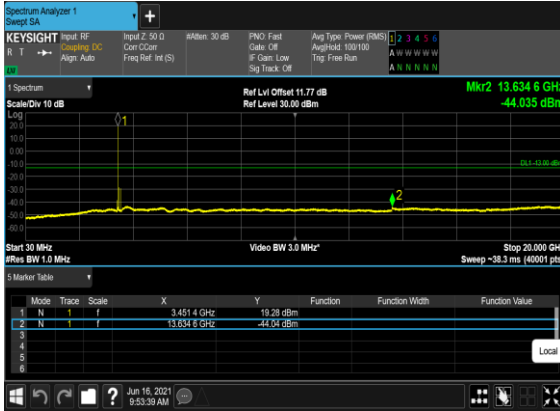 Spectrum Analyzer 1
Swept SA
+
KEYSIGHT Input: RF Input Z: 50 Ω #Atten: 30 dB PNO: Fast Avg Type: Power (RMS) 1 2 3 4 5 6
R T Coupling: DC Corr CCorr Gate: Off Avg|Hold: 100/100 A W W W W W
Align: Auto Freq Ref: Int (S) IF Gain: Low Trig: Free Run A N N N N N
Sig Track: Off
1 Spectrum Ref Lvl Offset 11.77 dB Mkr2 13.634 6 GHz
Scale/Div 10 dB Ref Level 30.00 dBm -44.035 dBm
Log
20.0
10.0
0.00
-10.0
-20.0
-30.0
-40.0
-50.0
-60.0
1
DL1 -13.00 dBm
2
Start 30 MHz Video BW 3.0 MHz* Stop 20.000 GHz
#Res BW 1.0 MHz Sweep ~38.3 ms (40001 pts)
5 Marker Table
Mode Trace Scale X Y Function Function Width Function Value
1 N 1 f 3.451 4 GHz 19.28 dBm
2 N 1 f 13.634 6 GHz -44.04 dBm
3
4
5
6
Local
? Jun 16, 2021
9:53:39 AM